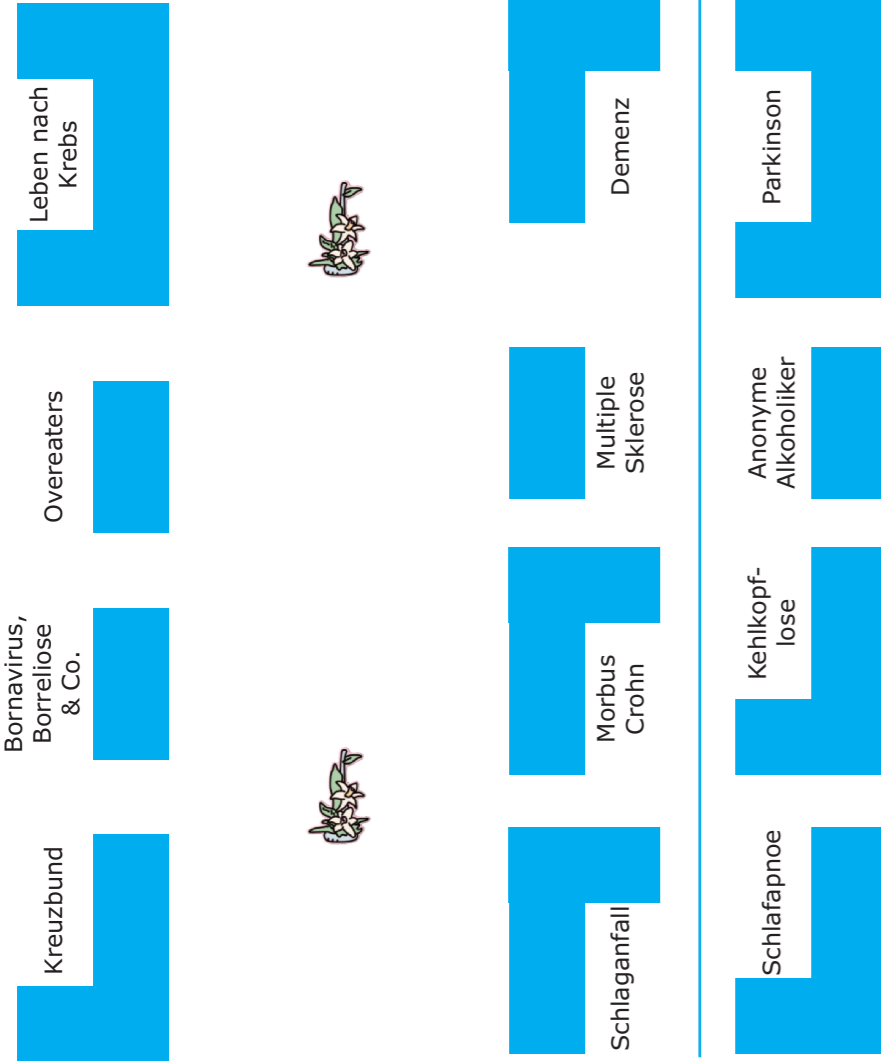 Kreuzbund
Bornavirus,
Borreliose
& Co.
Overeaters
Leben nach
Krebs
Schlaganfall
Morbus
Crohn
Multiple
Sklerose
Demenz
Schlafapnoe
Kehlkopf-
lose
Anonyme
Alkoholiker
Parkinson